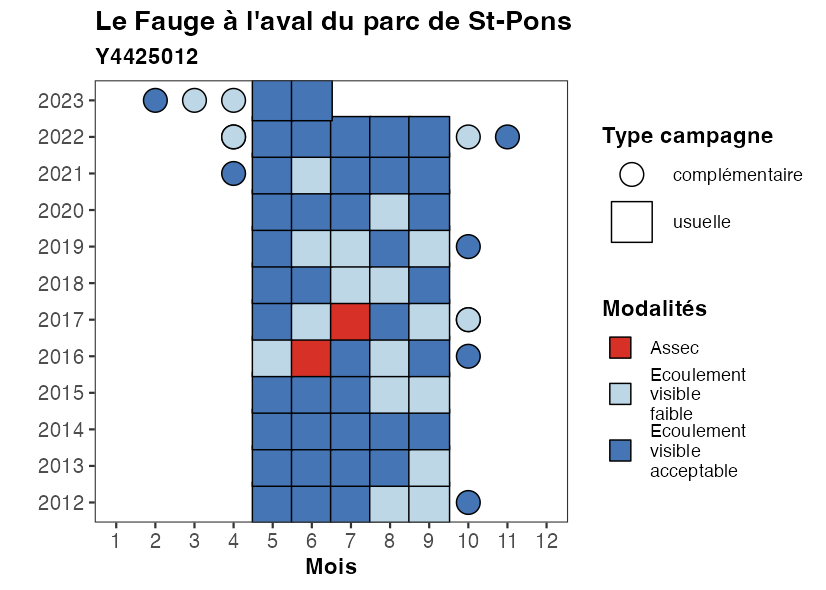 Le Fauge à l'aval du parc de St-Pons
Y4425012
2023
2022
2021
2020
2019
2018
2017
2016
2015
2014
2013
2012
1 2 3 4 5 6 7 8 9 10 11 12
Mois
Type campagne
complémentaire
usuelle
Modalités
Assec
Ecoulement
visible
faible
Ecoulement
visible
acceptable